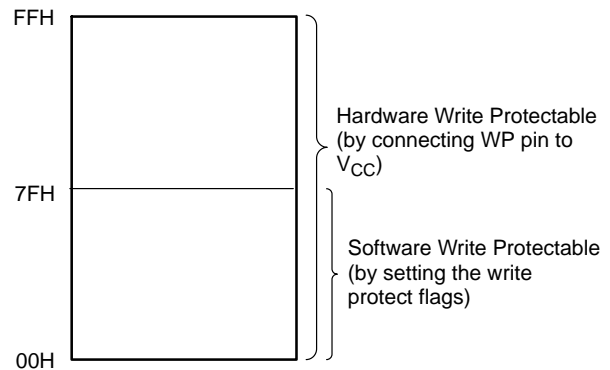 FFH
Hardware Write Protectable
(by connecting WP pin to
VCC)
7FH
Software Write Protectable
(by setting the write
protect flags)
00H